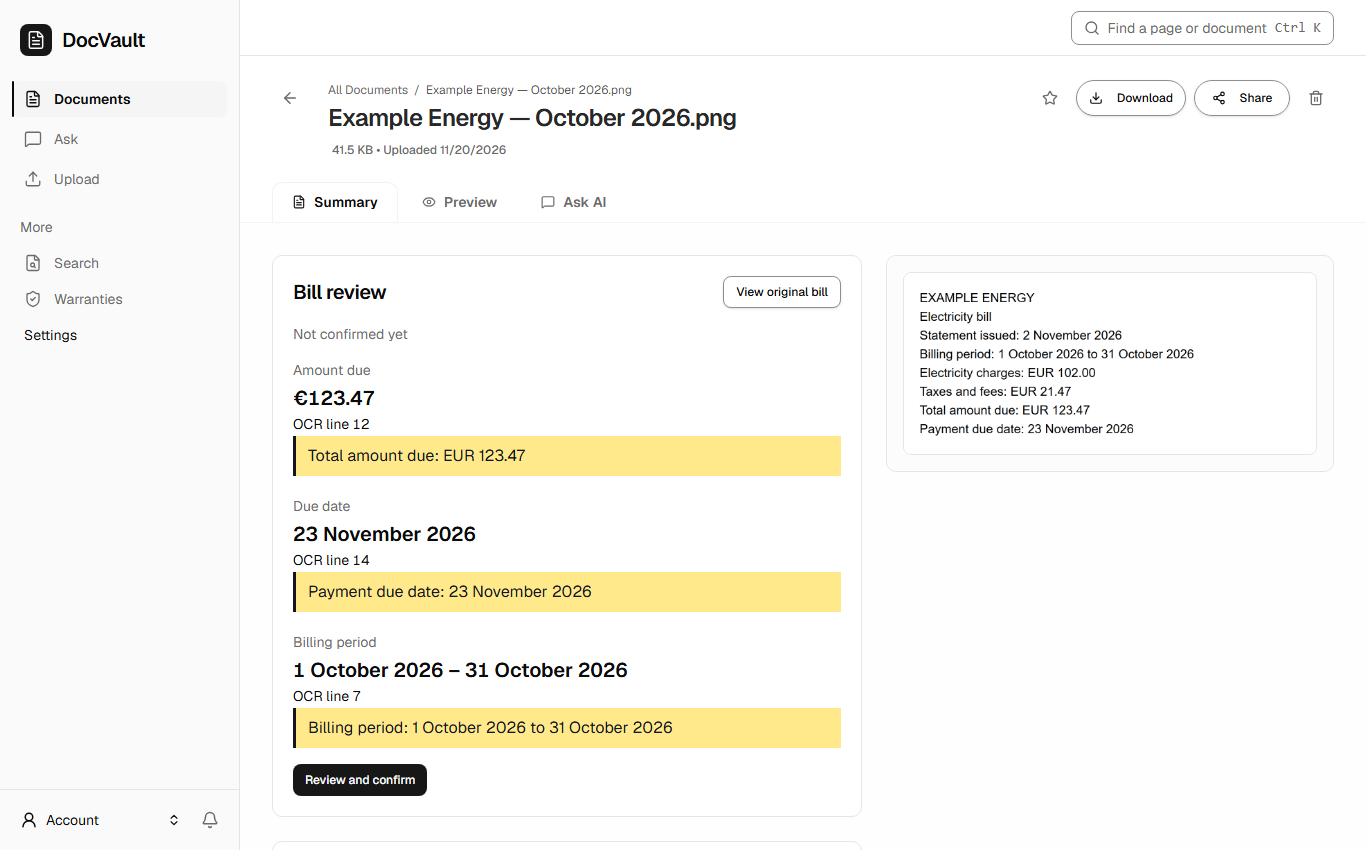 DocVault
Find a page or document Ctrl K
Documents
Ask
Upload
More
Search
Warranties
Settings
Account
All Documents / Example Energy — October 2026.png
Example Energy — October 2026.png
41.5 KB • Uploaded 11/20/2026
Download
Share
Summary
Preview
Ask AI
Bill review
View original bill
Not confirmed yet
Amount due
€123.47
OCR line 12
Total amount due: EUR 123.47
Due date
23 November 2026
OCR line 14
Payment due date: 23 November 2026
Billing period
1 October 2026 – 31 October 2026
OCR line 7
Billing period: 1 October 2026 to 31 October 2026
Review and confirm
EXAMPLE ENERGY
Electricity bill
Statement issued: 2 November 2026
Billing period: 1 October 2026 to 31 October 2026
Electricity charges: EUR 102.00
Taxes and fees: EUR 21.47
Total amount due: EUR 123.47
Payment due date: 23 November 2026